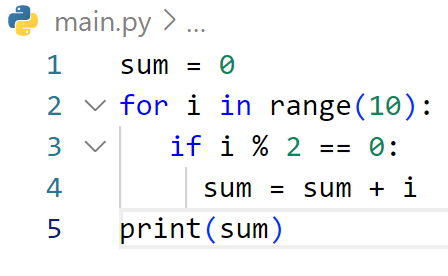 main.py > ...
1 sum = 0
2 for i in range(10):
3 if i % 2 == 0:
4 sum = sum + i
5 print(sum)